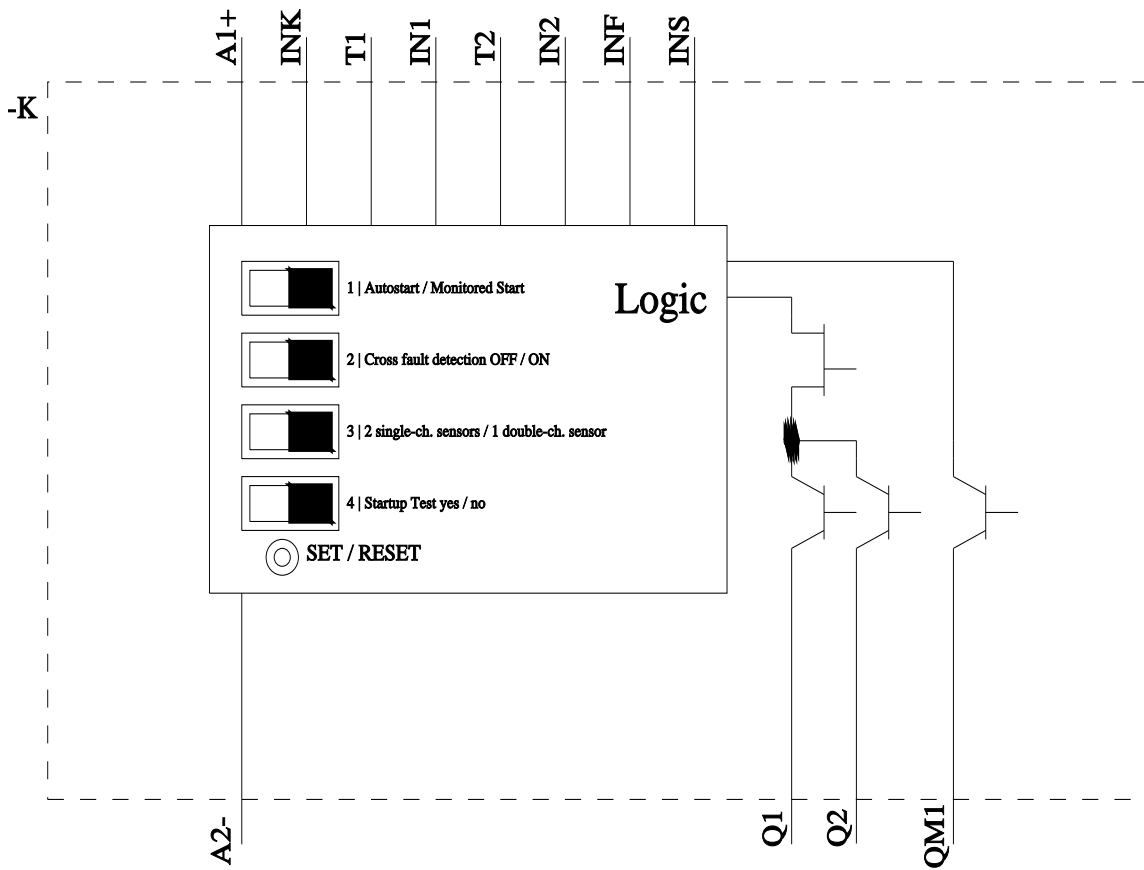 A1+
INK
T1
IN1
T2
IN2
INF
INS
-K
1 | Autostart / Monitored Start
Logic
2 | Cross fault detection OFF / ON
3 | 2 single-ch. sensors / 1 double-ch. sensor
4 | Startup Test yes / no
SET / RESET
A2-
Q1
Q2
QM1